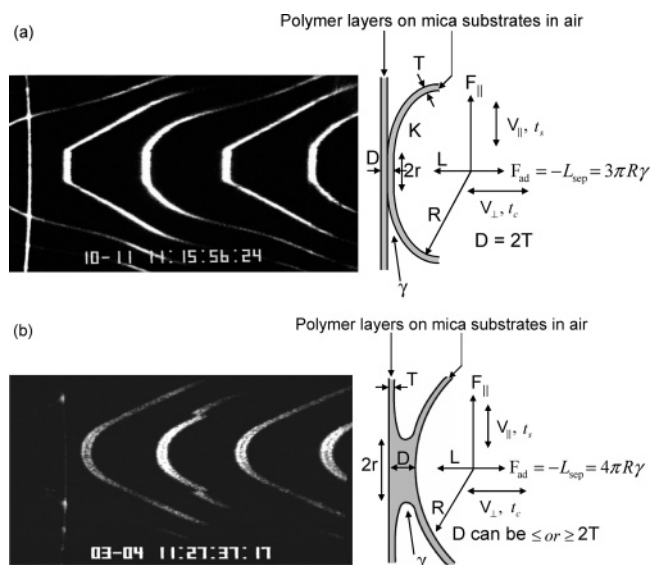 (a)
Polymer layers on mica substrates in air
T
F||
K
V||, ts
D
2r
L
Fad = −Lsep = 3πRγ
V⊥, tc
R
D = 2T
γ
10-11 11:15:56:24
(b)
Polymer layers on mica substrates in air
T
F||
V||, ts
2r
D
L
Fad = −Lsep = 4πRγ
V⊥, tc
R
D can be ≤ or ≥ 2T
γ
03-04 11:27:37:17